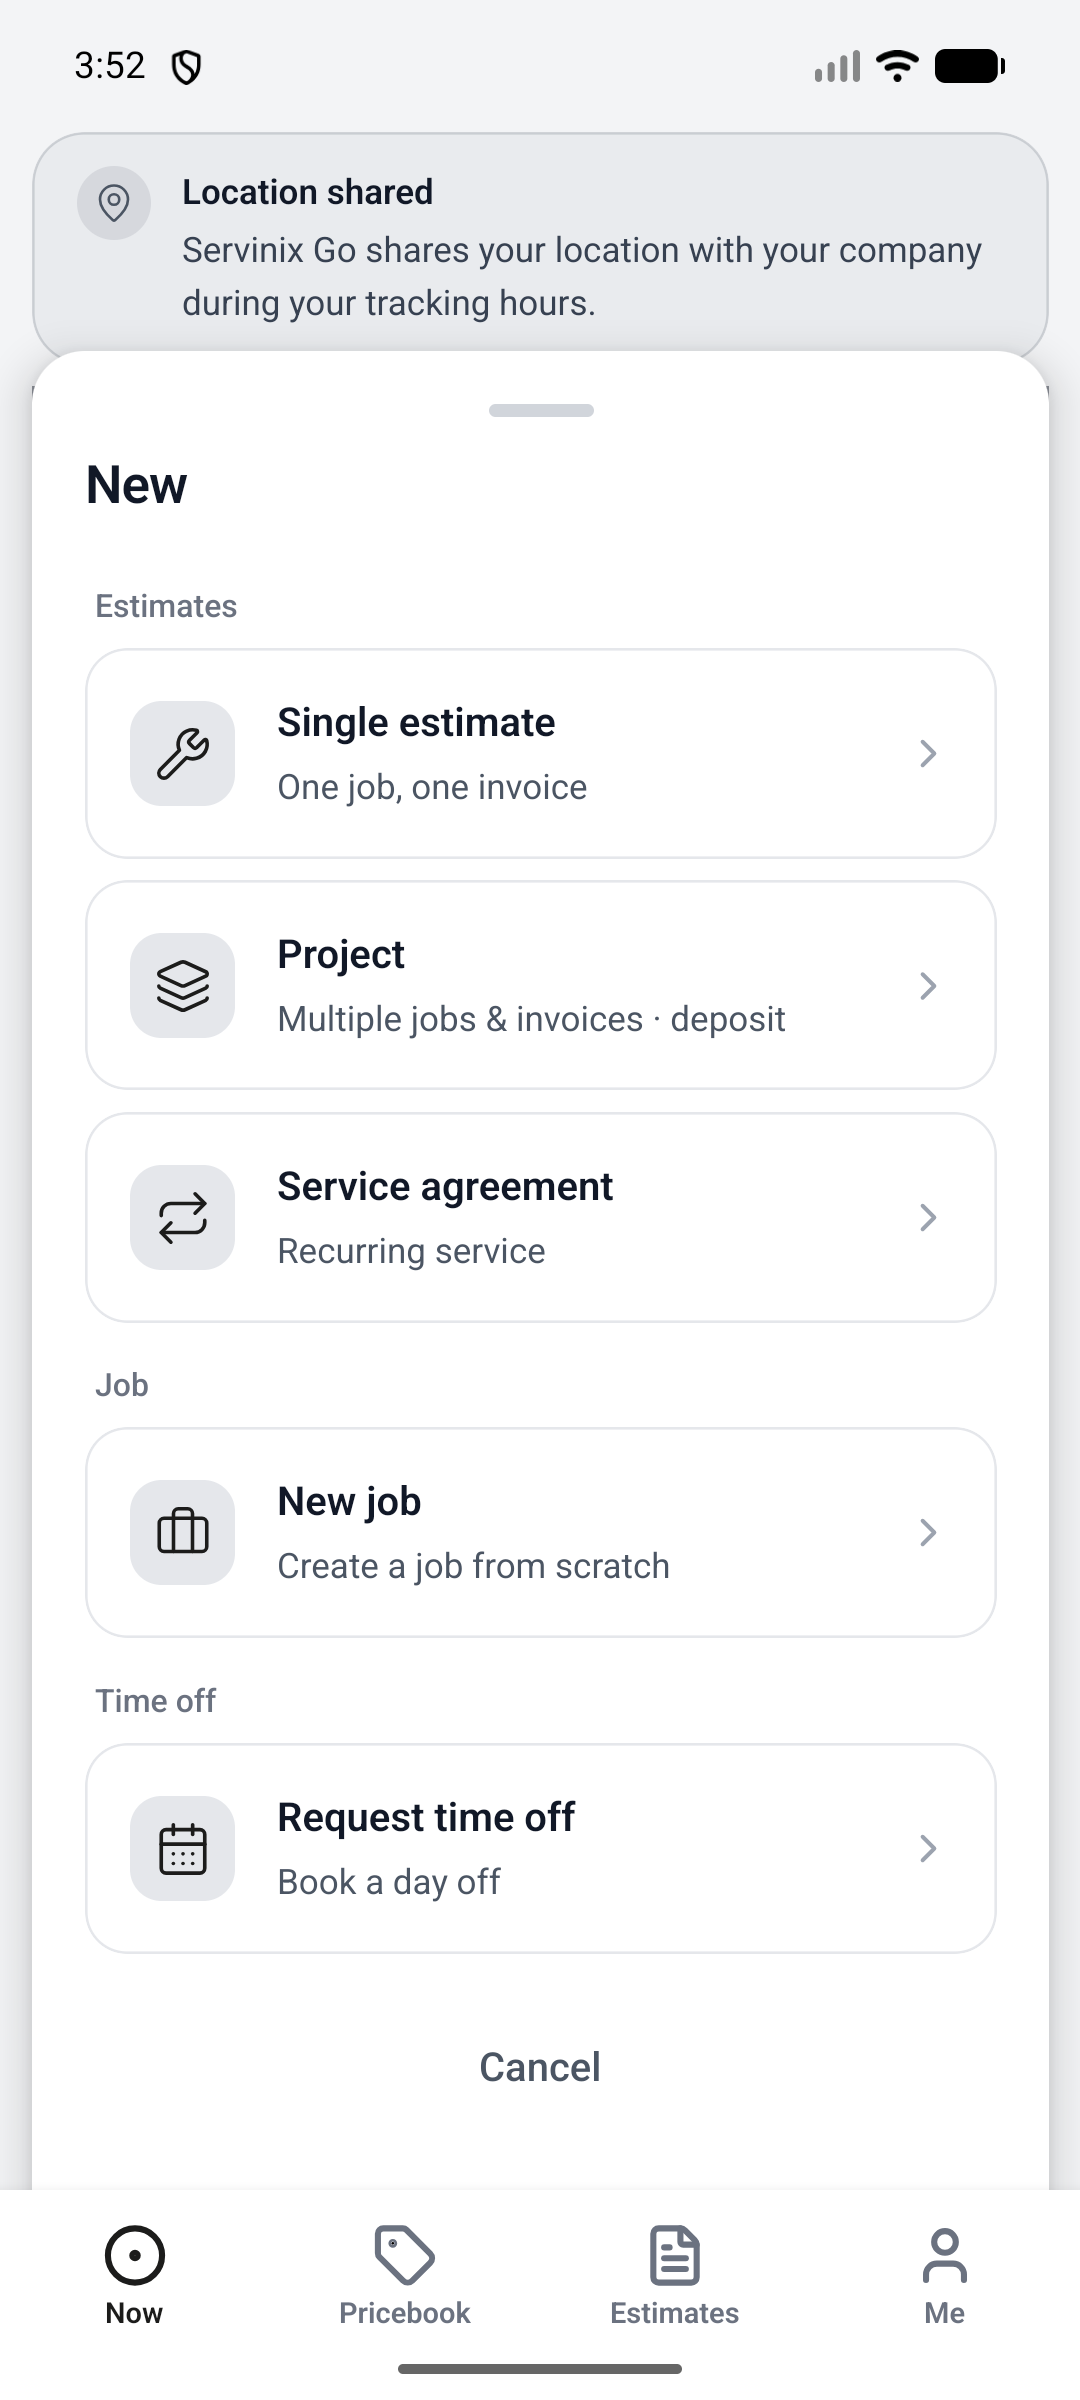 3:52
Location shared
Servinix Go shares your location with your company
during your tracking hours.
New
Estimates
Single estimate
One job, one invoice
Project
Multiple jobs & invoices · deposit
Service agreement
Recurring service
Job
New job
Create a job from scratch
Time off
Request time off
Book a day off
Cancel
Now
Pricebook
Estimates
Me